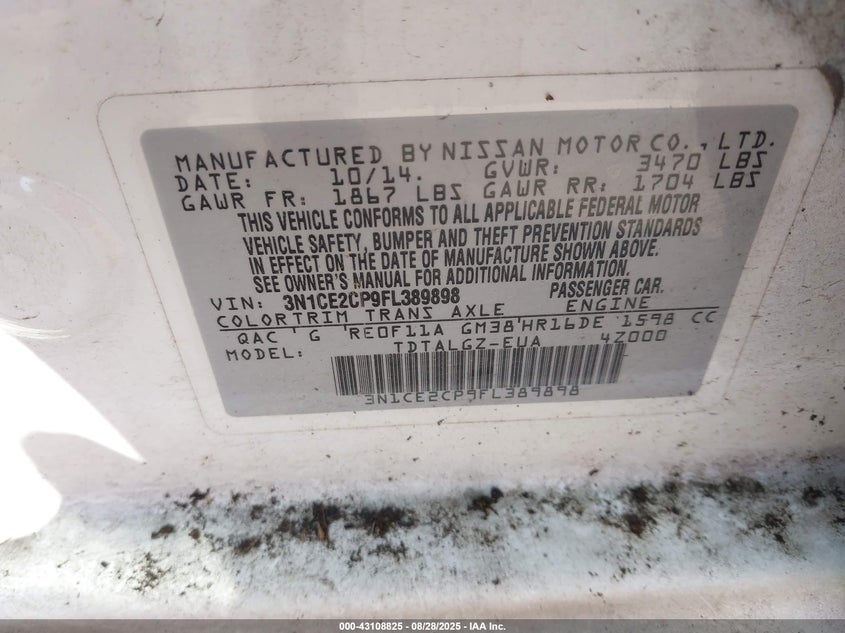 MANUFACTURED BY NISSAN MOTOR CO., LTD.
DATE: 10/14. GVWR: 3470 LBS
GAWR FR: 1867 LBS GAWR RR: 1704 LBS
THIS VEHICLE CONFORMS TO ALL APPLICABLE FEDERAL MOTOR
VEHICLE SAFETY, BUMPER AND THEFT PREVENTION STANDARDS
IN EFFECT ON THE DATE OF MANUFACTURE SHOWN ABOVE.
SEE OWNER'S MANUAL FOR ADDITIONAL INFORMATION.
VIN: 3N1CE2CP9FL389898 PASSENGER CAR.
COLOR TRIM TRANS AXLE ENGINE
QAC G RE0F11A GM38 HR16DE 1598 CC
MODEL: TDTALGZ-EUA 4Z000
3N1CE2CP9FL389898
000-43108825 - 08/28/2025 - IAA Inc.